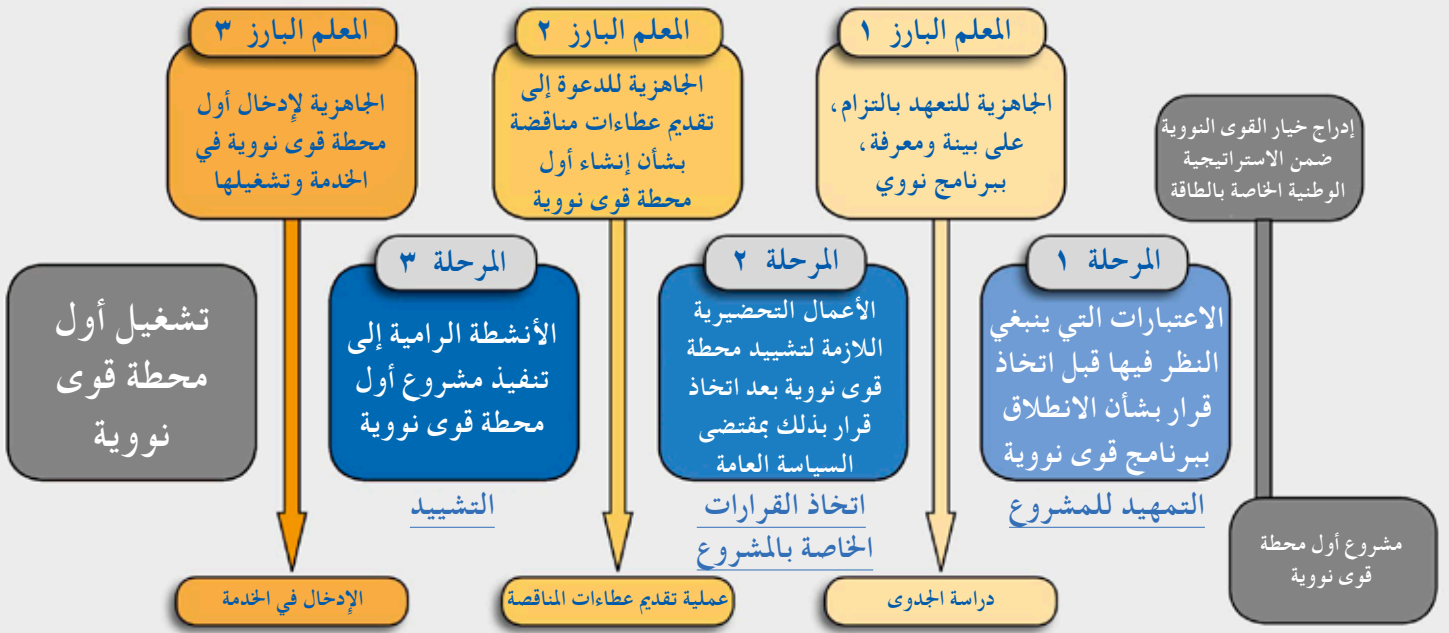 إدراج خيار القوى النووية
ضمن الاستراتيجية
الوطنية الخاصة بالطاقة
مشروع أول محطة
قوى نووية
المعلم البارز ١
الجاهزية للتعهد بالتزام،
على بينة ومعرفة،
ببرنامج نووي
المعلم البارز ٢
الجاهزية للدعوة إلى
تقديم عطاءات مناقضة
بشأن إنشاء أول
محطة قوى نووية
المعلم البارز ٣
الجاهزية لإدخال أول
محطة قوى نووية في
الخدمة وتشغيلها
المرحلة ١
الاعتبارات التي ينبغي
النظر فيها قبل اتخاذ
قرار بشأن الانطلاق
ببرنامج قوى نووية
التمهيد للمشروع
المرحلة ٢
الأعمال التحضيرية
اللازمة لتشييد محطة
قوى نووية بعد اتخاذ
قرار بذلك بمقتضى
السياسة العامة
اتخاذ القرارات
الخاصة بالمشروع
المرحلة ٣
الأنشطة الرامية إلى
تنفيذ مشروع أول
محطة قوى نووية
التشييد
تشغيل أول
محطة قوى
نووية
دراسة الجدوى
عملية تقديم عطاءات المناقصة
الإدخال في الخدمة